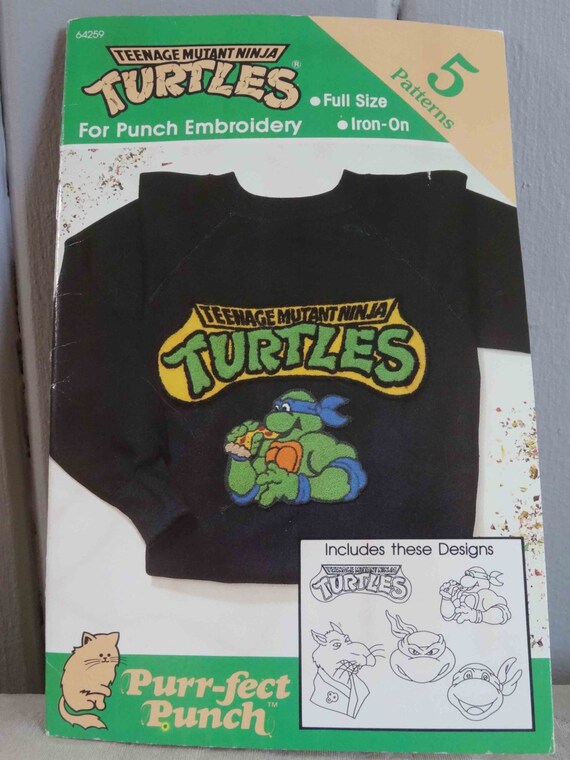 64259
TEENAGE MUTANT NINJA
TURTLES®
For Punch Embroidery
•Full Size
•Iron-On
5
Patterns
TEENAGE MUTANT NINJA
TURTLES
Includes these Designs
TEENAGE MUTANT NINJA
TURTLES
Purr-fect
Punch™